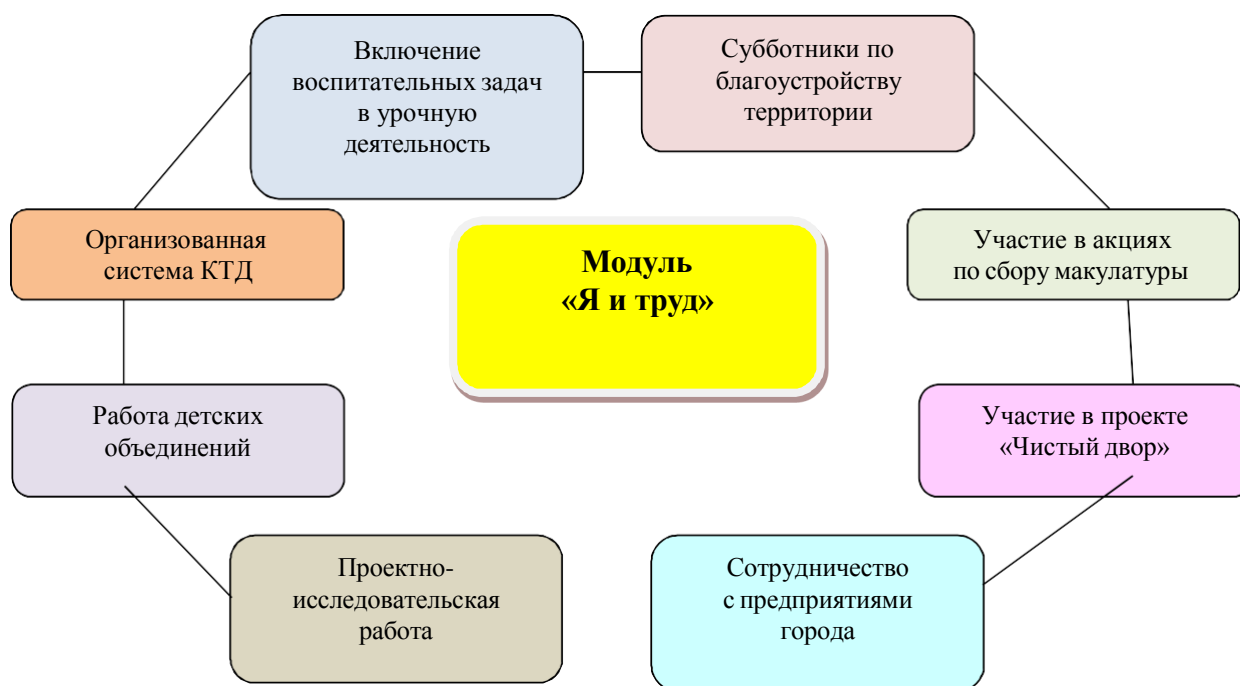 Включение
воспитательных задач
в урочную
деятельность
Субботники по
благоустройству
территории
Организованная
система КТД
Модуль
«Я и труд»
Участие в акциях
по сбору макулатуры
Работа детских
объединений
Участие в проекте
«Чистый двор»
Проектно-
исследовательская
работа
Сотрудничество
с предприятиями
города